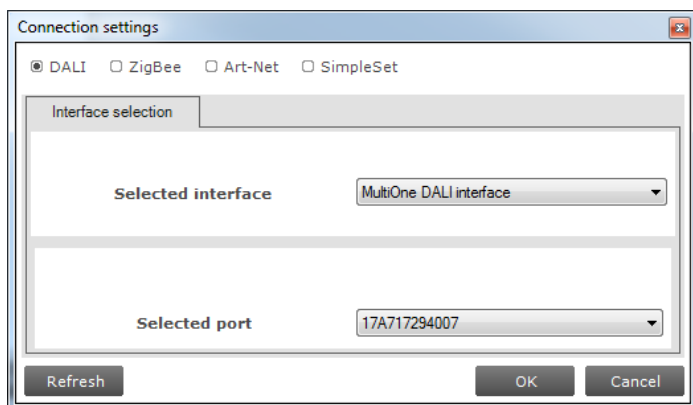 Connection settings
DALI ZigBee Art-Net SimpleSet
Interface selection
Selected interface MultiOne DALI interface
Selected port 17A717294007
Refresh OK Cancel